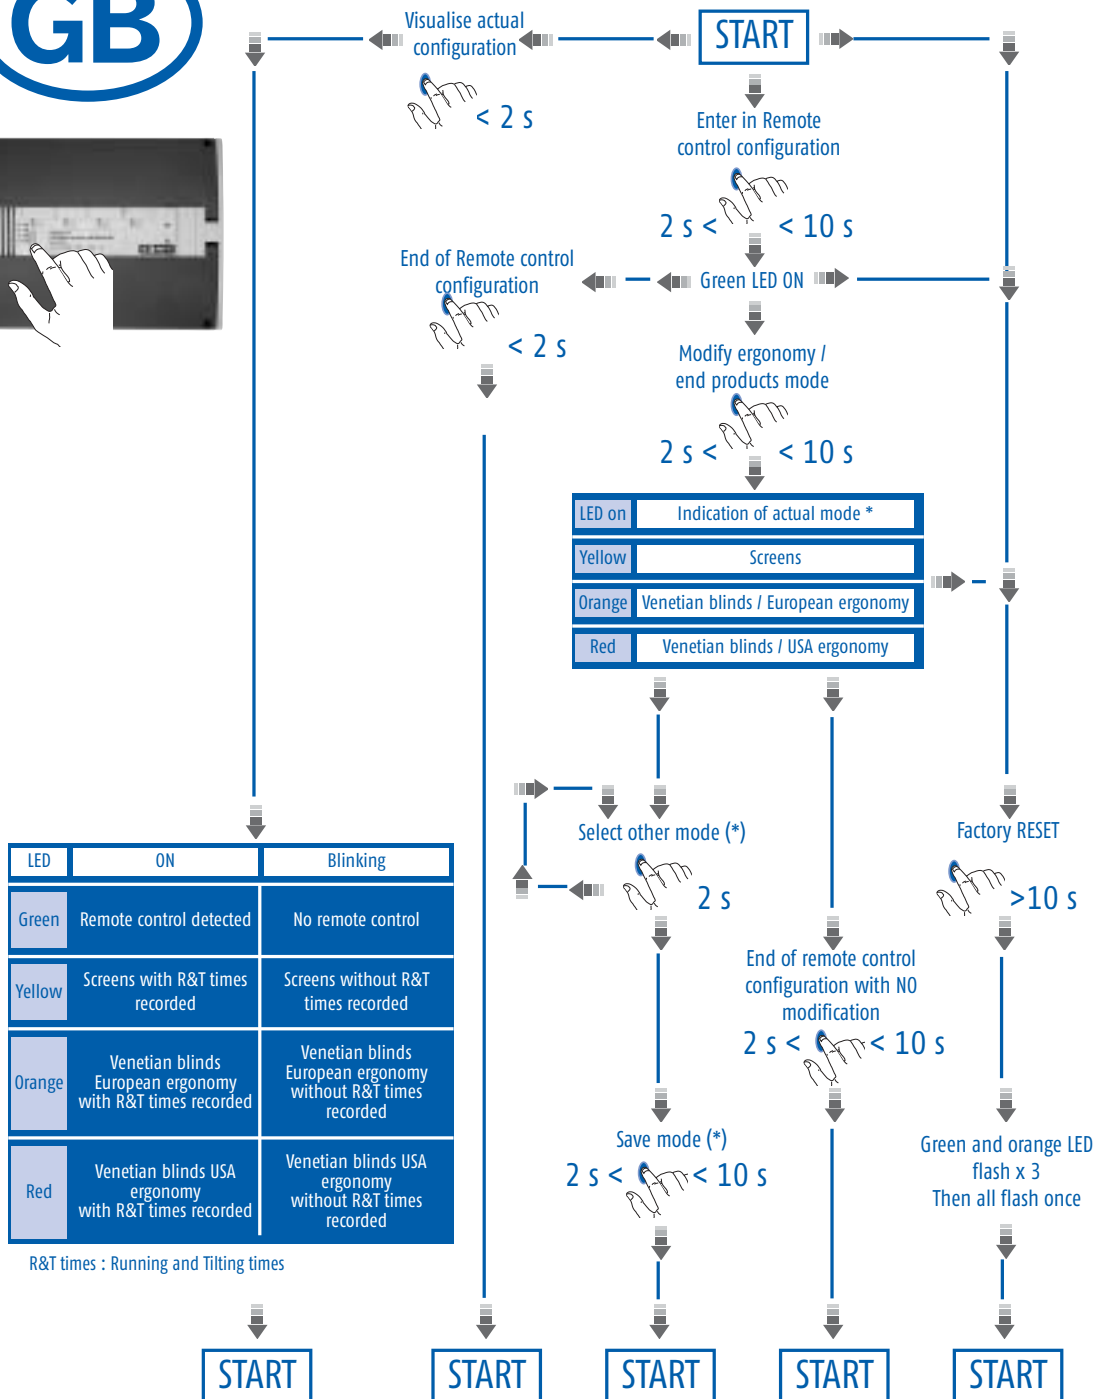 GB
Visualise actual
configuration
< 2 s
START
Enter in Remote
control configuration
2 s < < 10 s
End of Remote control
configuration
< 2 s
Green LED ON
Modify ergonomy /
end products mode
2 s < < 10 s
LED on Indication of actual mode *
Yellow Screens
Orange Venetian blinds / European ergonomy
Red Venetian blinds / USA ergonomy
Select other mode (*)
2 s
Factory RESET
>10 s
LED ON Blinking
Green Remote control detected No remote control
Yellow Screens with R&T times
recorded
Screens without R&T
times recorded
Orange Venetian blinds
European ergonomy
with R&T times recorded
Venetian blinds
European ergonomy
without R&T times
recorded
Red Venetian blinds USA
ergonomy
with R&T times recorded
Venetian blinds USA
ergonomy
without R&T times
recorded
R&T times : Running and Tilting times
End of remote control
configuration with NO
modification
2 s < < 10 s
Save mode (*)
2 s < < 10 s
Green and orange LED
flash x 3
Then all flash once
START
START
START
START
START